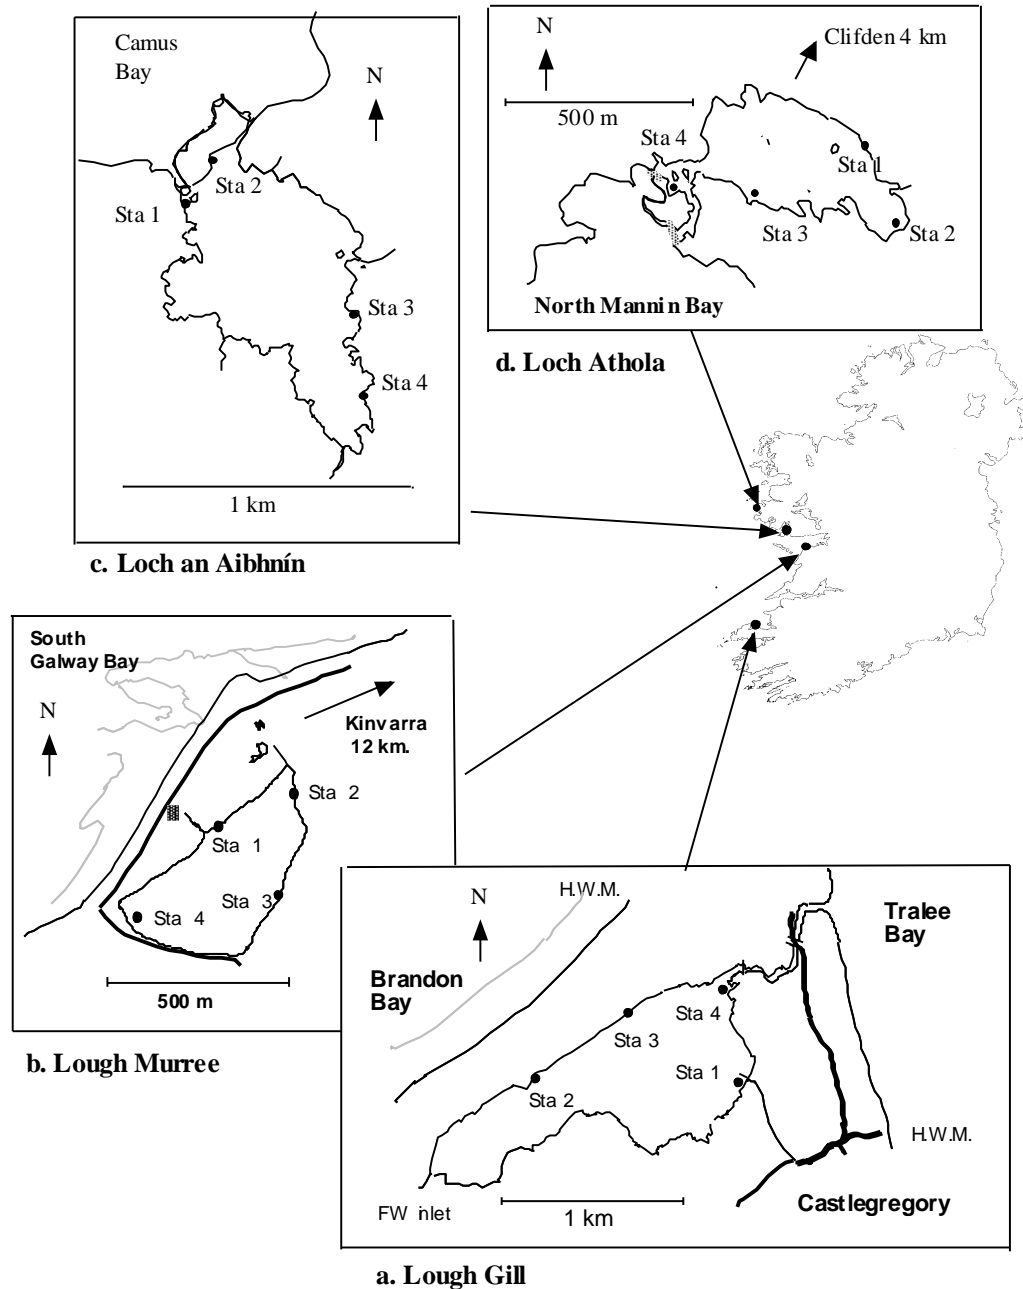 Camus
Bay
N
Sta 2
Sta 1
Sta 3
Sta 4
1 km
c. Loch an Aibhnín
N
Clifden 4 km
500 m
Sta 4
Sta 1
Sta 3
Sta 2
North Mannin Bay
d. Loch Athola
South
Galway Bay
N
Kinvarra
12 km.
Sta 2
Sta 1
Sta 3
Sta 4
500 m
b. Lough Murree
H.W.M.
N
Tralee
Bay
Brandon
Bay
Sta 4
Sta 3
Sta 1
Sta 2
H.W.M.
Castlegregory
FW inlet
1 km
a. Lough Gill